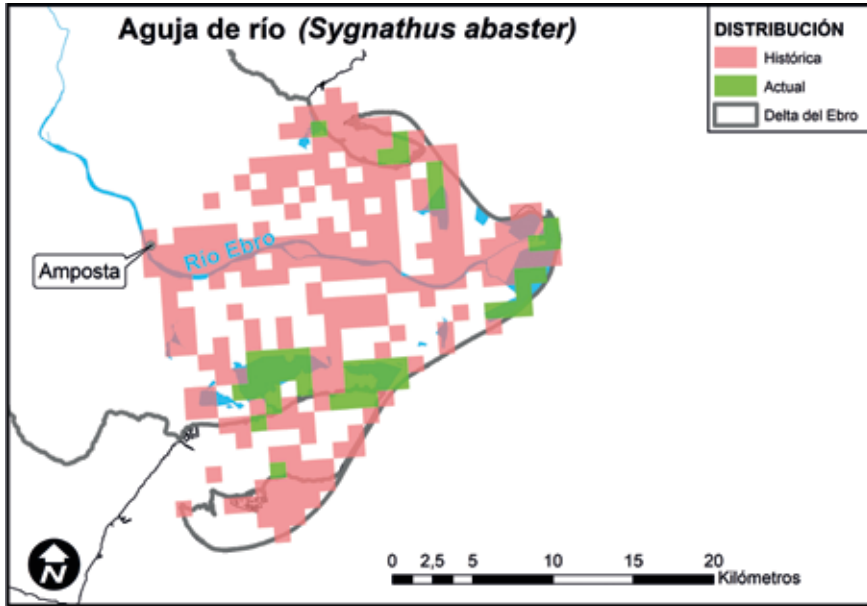 Aguja de río (Sygnathus abaster)
DISTRIBUCIÓN
Histórica
Actual
Delta del Ebro
Río Ebro
Amposta
N
0 2,5 5 10 15 20
Kilómetros